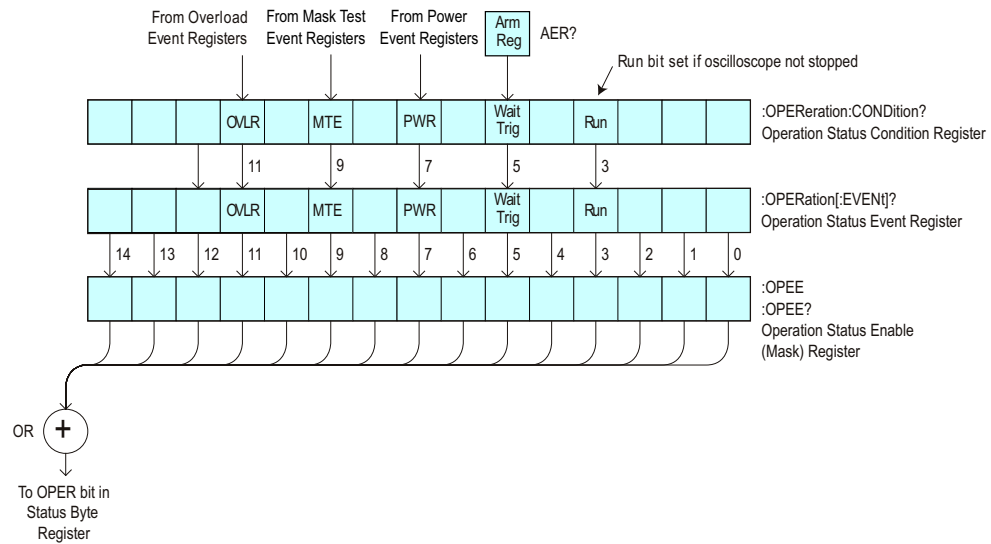 From Overload
Event Registers
From Mask Test
Event Registers
From Power
Event Registers
Arm
Reg
AER?
Run bit set if oscilloscope not stopped
OVLR
MTE
PWR
Wait
Trig
Run
:OPEReration:CONDition?
Operation Status Condition Register
11 9 7 5 3
OVLR
MTE
PWR
Wait
Trig
Run
:OPERation[:EVENt]?
Operation Status Event Register
14 13 12 11 10 9 8 7 6 5 4 3 2 1 0
:OPEE
:OPEE?
Operation Status Enable
(Mask) Register
OR
+
To OPER bit in
Status Byte
Register